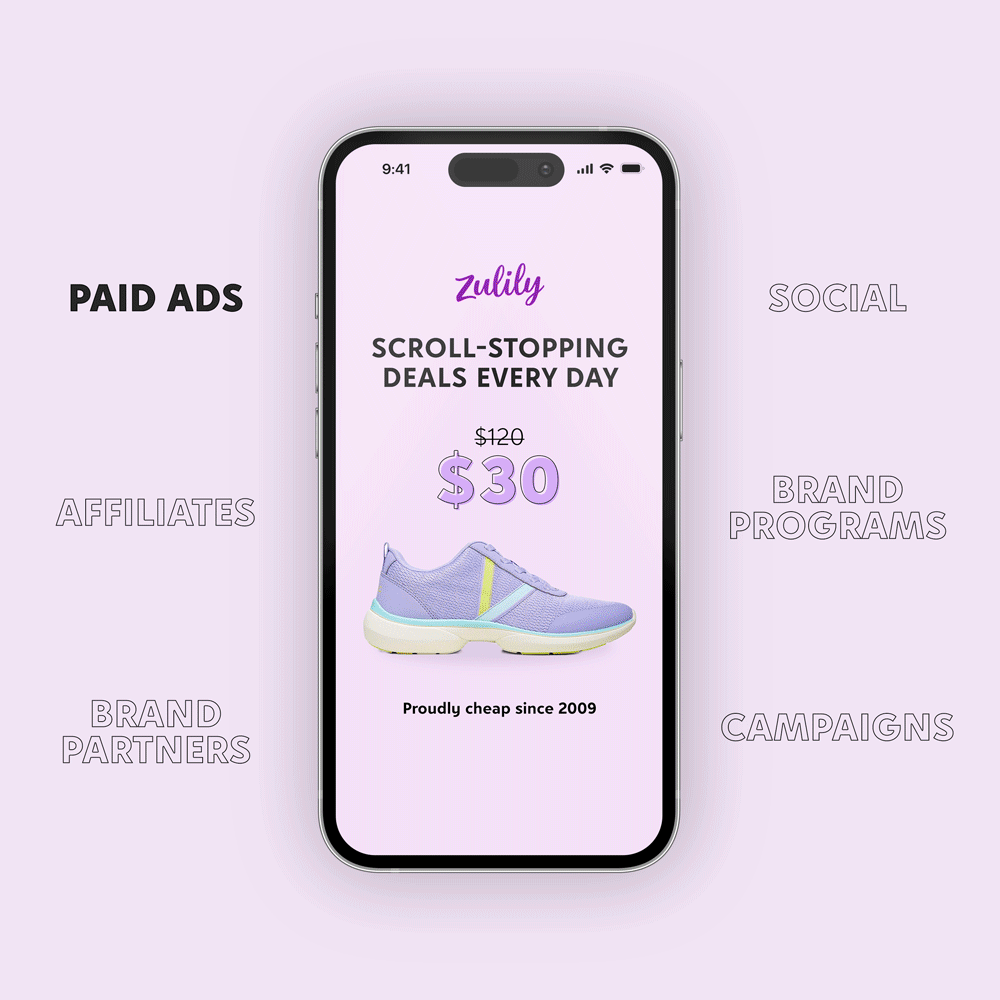 9:41
zulily
SCROLL-STOPPING
DEALS EVERY DAY
$120
$30
Proudly cheap since 2009
PAID ADS
AFFILIATES
BRAND
PARTNERS
SOCIAL
BRAND
PROGRAMS
CAMPAIGNS